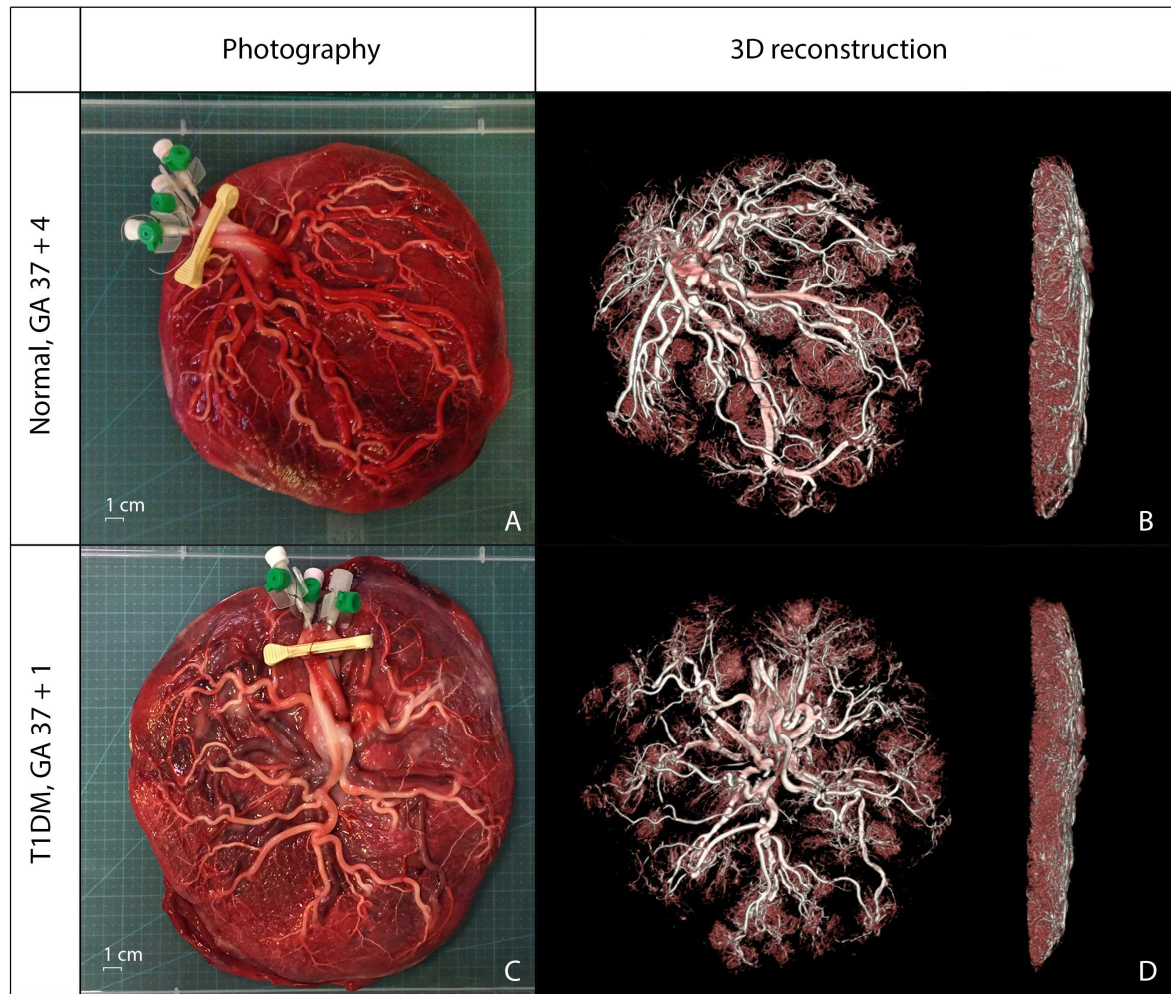 Photography
3D reconstruction
Normal, GA 37 + 4
1 cm
A
B
T1DM, GA 37 + 1
1 cm
C
D